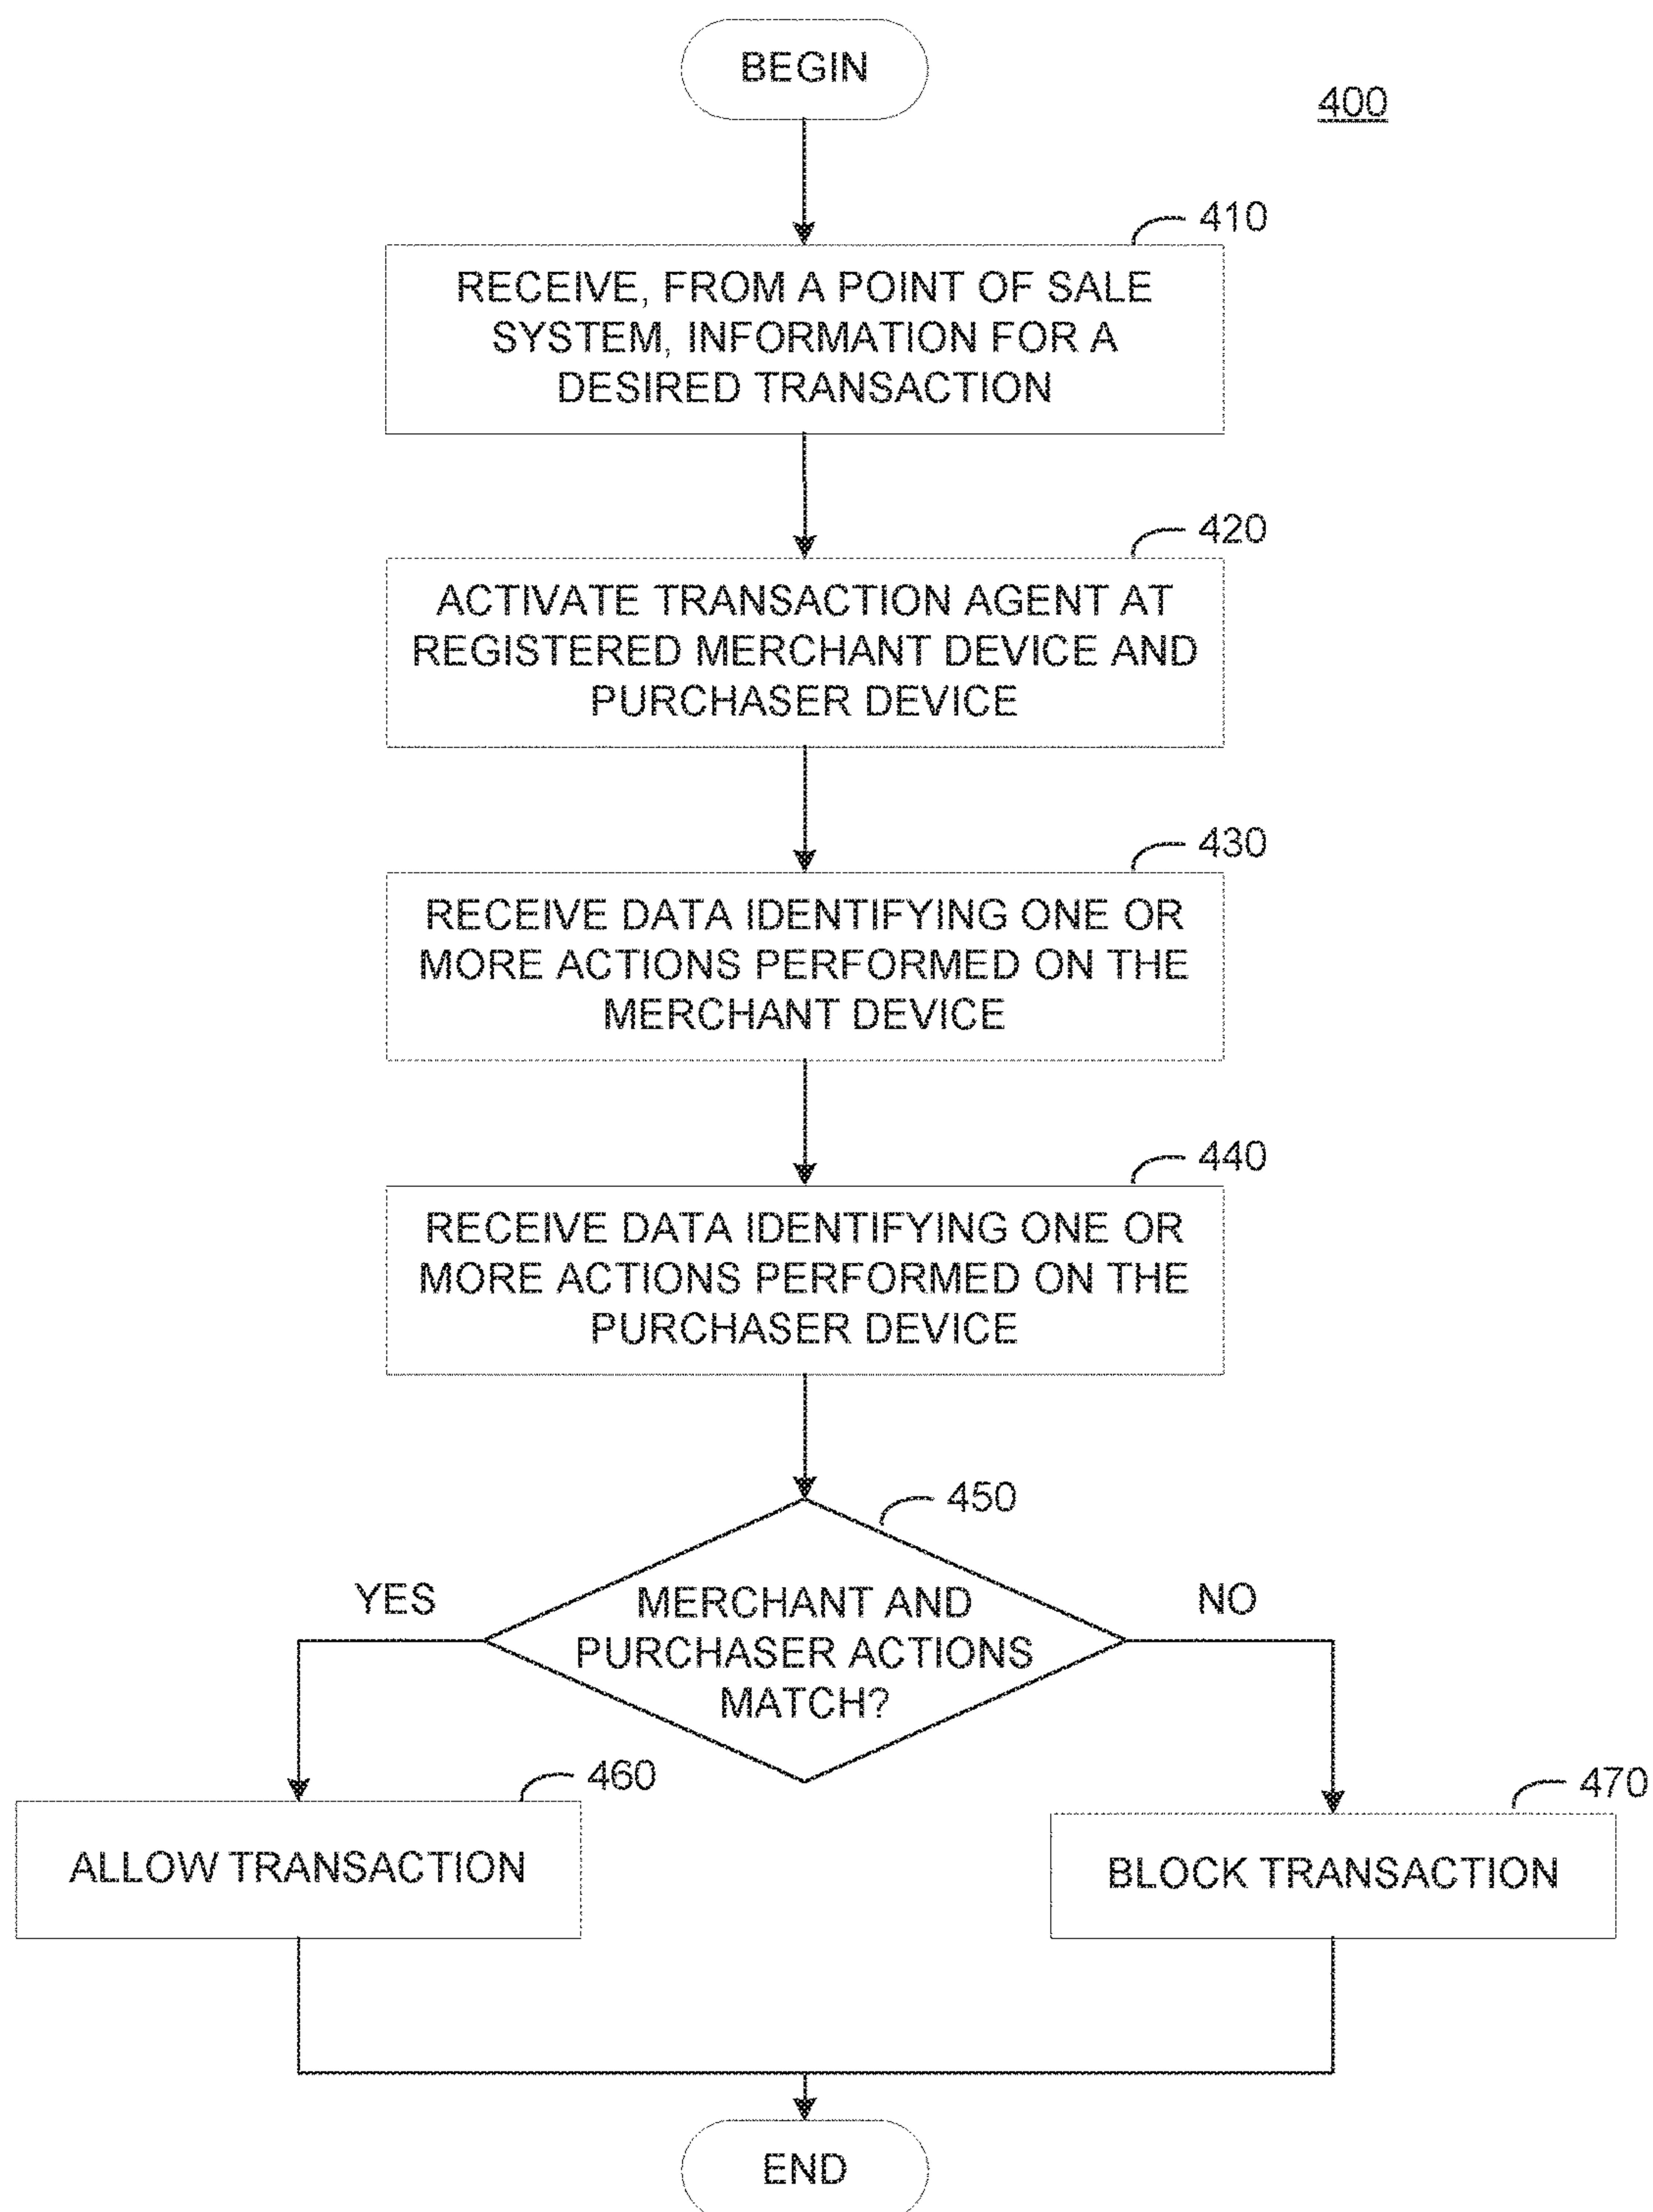 BEGIN
400
410
RECEIVE, FROM A POINT OF SALE
SYSTEM, INFORMATION FOR A
DESIRED TRANSACTION
420
ACTIVATE TRANSACTION AGENT AT
REGISTERED MERCHANT DEVICE AND
PURCHASER DEVICE
430
RECEIVE DATA IDENTIFYING ONE OR
MORE ACTIONS PERFORMED ON THE
MERCHANT DEVICE
440
RECEIVE DATA IDENTIFYING ONE OR
MORE ACTIONS PERFORMED ON THE
PURCHASER DEVICE
450
YES
MERCHANT AND
PURCHASER ACTIONS
MATCH?
NO
460
ALLOW TRANSACTION
470
BLOCK TRANSACTION
END